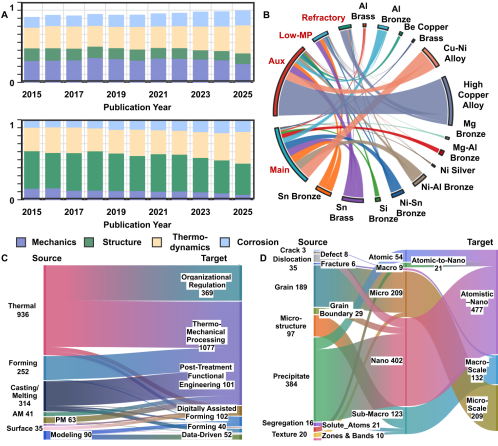 A
1
0
2015 2017 2019 2021 2023 2025
Publication Year
1
0
2015 2017 2019 2021 2023 2025
Publication Year
Mechanics
Structure
Thermo-
dynamics
Corrosion
B
Refractory
Low-MP
Aux
Main
Al
Brass
Al
Bronze
Be Copper
Brass
Cu-Ni
Alloy
High
Copper
Alloy
Mg
Bronze
Mg-Al
Bronze
Ni Silver
Ni-Al Bronze
Ni-Sn
Bronze
Si
Bronze
Sn
Brass
Sn Bronze
C
Source
Target
Thermal
936
Forming
252
Casting/
Melting
314
AM 41
PM 63
Surface 35
Modeling 90
Organizational
Regulation
369
Thermo-
Mechanical
Processing
1077
Post-Treatment
Functional
Engineering 101
Digitally Assisted
Forming 102
Forming 40
Data-Driven 52
D
Source
Target
Crack 3
Defect 8
Dislocation
35
Fracture 6
Grain 189
Grain
Boundary 29
Micro-
structure
97
Precipitate
384
Segregation 16
Solute_Atoms 21
Texture 20
Zones & Bands 10
Atomic 54
Macro 9
Micro 209
Nano 402
Sub-Macro 123
Atomic-to-Nano
21
Atomistic
–Nano
477
Macro-
Scale
132
Micro-
Scale
209